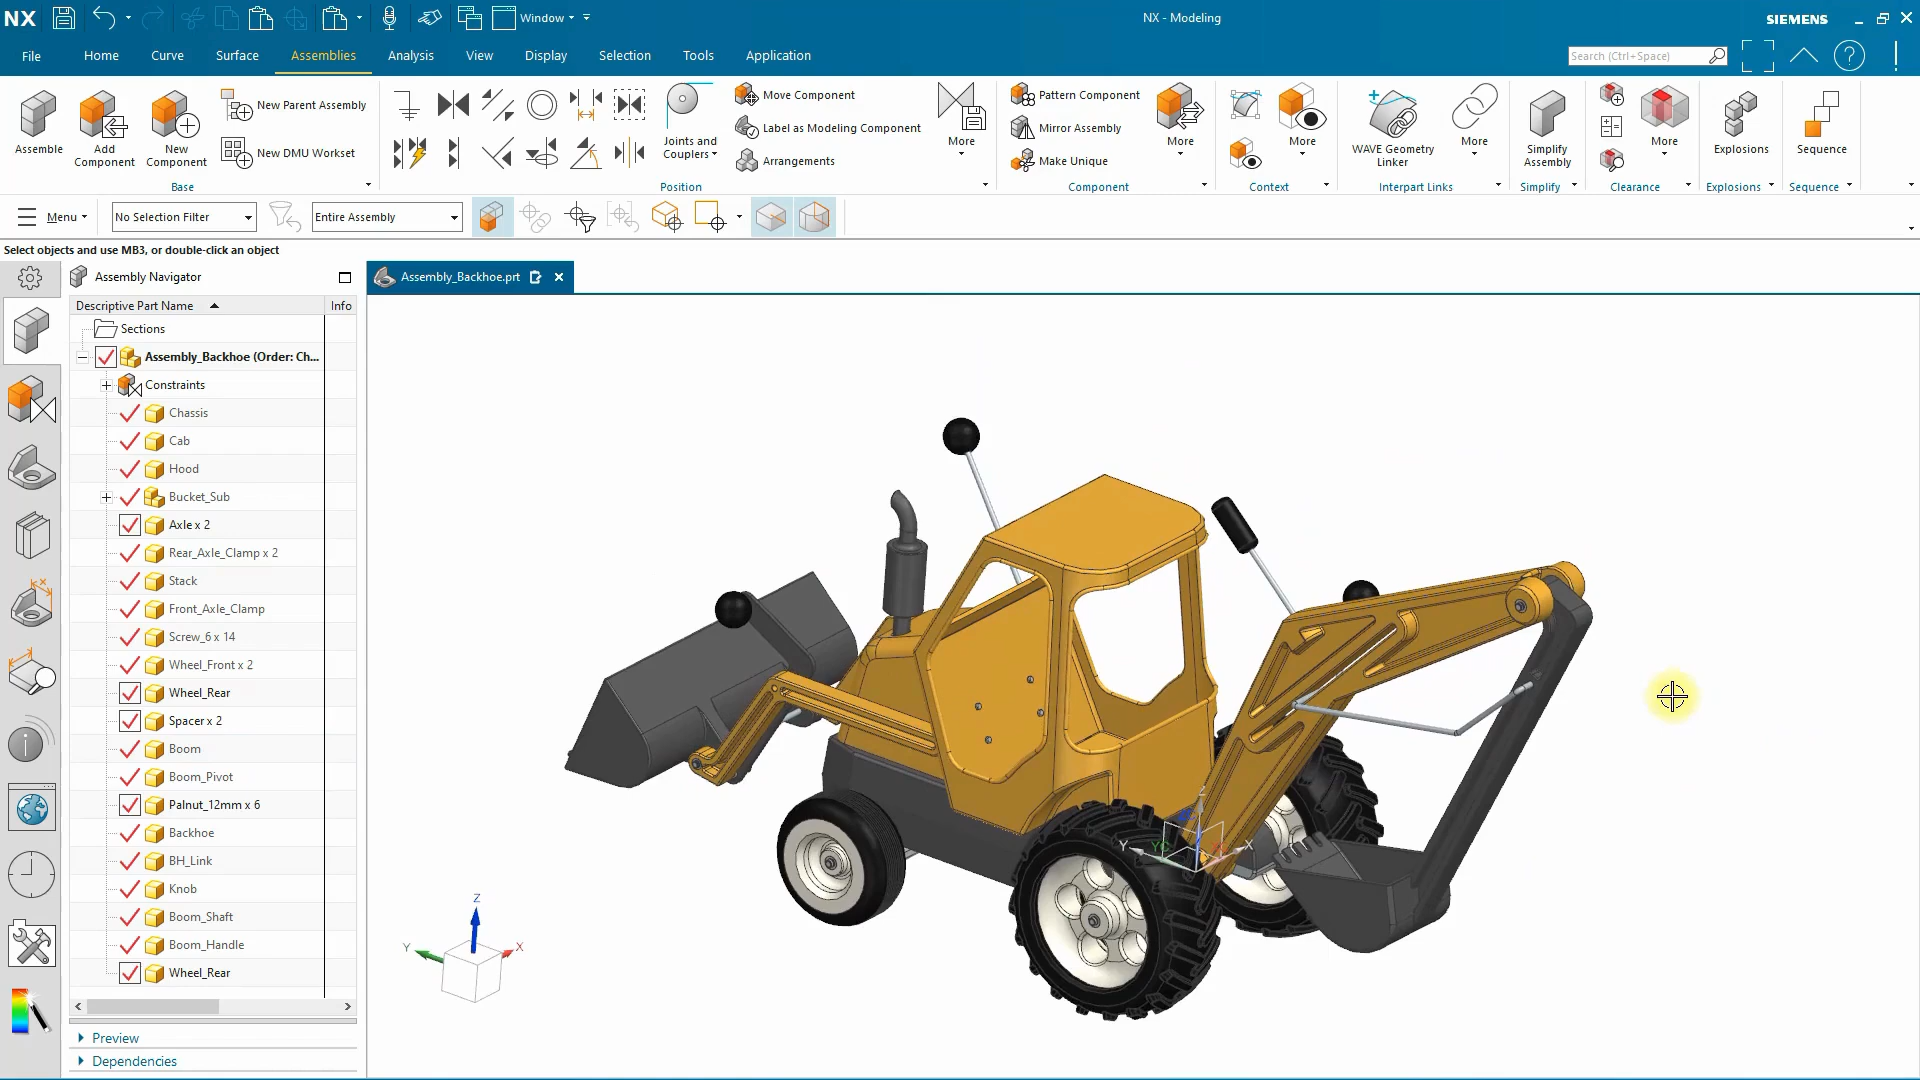 NX
Window
NX - Modeling
SIEMENS
File
Home
Curve
Surface
Assemblies
Analysis
View
Display
Selection
Tools
Application
Search (Ctrl+Space)
Assemble
Add
Component
New
Component
New Parent Assembly
New DMU Workset
Base
Joints and
Couplers
Move Component
Label as Modeling Component
Arrangements
More
Position
Pattern Component
Mirror Assembly
Make Unique
More
Component
More
Context
WAVE Geometry
Linker
More
Interpart Links
Simplify
Assembly
Simplify
More
Clearance
Explosions
Explosions
Sequence
Sequence
Menu
No Selection Filter
Entire Assembly
Select objects and use MB3, or double-click an object
Assembly Navigator
Assembly_Backhoe.prt
Descriptive Part Name
Info
Sections
Assembly_Backhoe (Order: Ch...
Constraints
Chassis
Cab
Hood
Bucket_Sub
Axle x 2
Rear_Axle_Clamp x 2
Stack
Front_Axle_Clamp
Screw_6 x 14
Wheel_Front x 2
Wheel_Rear
Spacer x 2
Boom
Boom_Pivot
Palnut_12mm x 6
Backhoe
BH_Link
Knob
Boom_Shaft
Boom_Handle
Wheel_Rear
Preview
Dependencies
Z
Y
YC
X
Z
Y
X